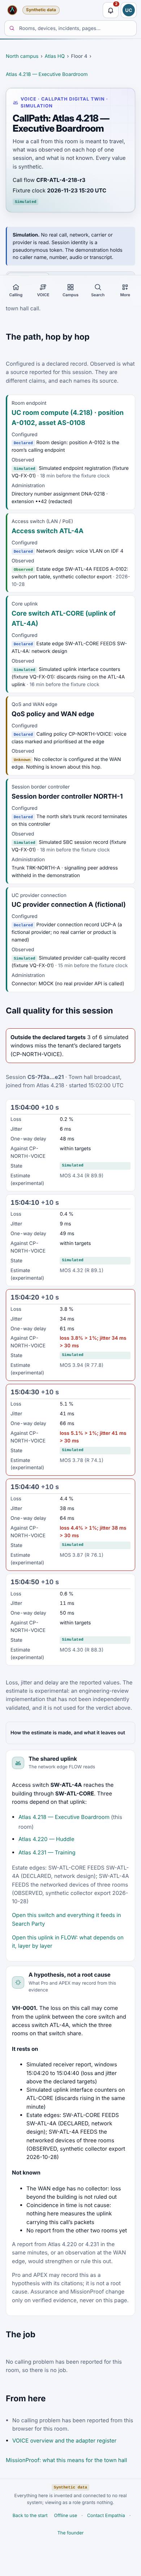 Synthetic data
3
UC
Rooms, devices, incidents, pages...
North campus › Atlas HQ › Floor 4 ›
Atlas 4.218 — Executive Boardroom
VOICE · CALLPATH DIGITAL TWIN ·
SIMULATION
CallPath: Atlas 4.218 —
Executive Boardroom
How a call from this room is meant to travel,
what was observed on each hop of one
session, and what is not known. Every value
is synthetic.
Call flow CFR-ATL-4-218-r3
Fixture clock 2026-11-23 15:20 UTC
Simulated
Simulation. No real call, network, carrier or
provider is read. Session identity is a
pseudonymous token. The demonstration holds
no caller name, number, audio or transcript.
Calling
VOICE
Campus
Search
More
town hall call.
The path, hop by hop
Configured is a declared record. Observed is what
a source reported for this session. They are
different claims, and each names its source.
Room endpoint
UC room compute (4.218) · position
A-0102, asset AS-0108
Configured
Declared Room design: position A-0102 is the
room's calling endpoint
Observed
Simulated Simulated endpoint registration (fixture
VQ-FX-01) · 18 min before the fixture clock
Administration
Directory number assignment DNA-0218 ·
extension ••42 (redacted)
Access switch (LAN / PoE)
Access switch ATL-4A
Configured
Declared Network design: voice VLAN on IDF 4
Observed
Observed Estate edge SW-ATL-4A FEEDS A-0102:
switch port table, synthetic collector export · 2026-
10-28
Core uplink
Core switch ATL-CORE (uplink of
ATL-4A)
Configured
Declared Estate edge SW-ATL-CORE FEEDS SW-
ATL-4A: network design
Observed
Simulated Simulated uplink interface counters
(fixture VQ-FX-01): discards rising on the ATL-4A
uplink · 16 min before the fixture clock
QoS and WAN edge
QoS policy and WAN edge
Configured
Declared Calling policy CP-NORTH-VOICE: voice
class marked and prioritised at the edge
Observed
Unknown No collector is configured at the WAN
edge. Nothing is known about this hop.
Session border controller
Session border controller NORTH-1
Configured
Declared The north site's trunk record terminates
on this controller
Observed
Simulated Simulated SBC session record (fixture
VQ-FX-01) · 18 min before the fixture clock
Administration
Trunk TRK-NORTH-A · signalling peer address
withheld in the demonstration
UC provider connection
UC provider connection A (fictional)
Configured
Declared Provider connection record UCP-A (a
fictional provider; no real carrier or product is
named)
Observed
Simulated Simulated provider call-quality record
(fixture VQ-FX-01) · 15 min before the fixture clock
Administration
Connector: MOCK (no real provider API is called)
Call quality for this session
Outside the declared targets 3 of 6 simulated
windows miss the tenant's declared targets
(CP-NORTH-VOICE).
Session CS-7f3a…e21 · Town hall broadcast,
joined from Atlas 4.218 · started 15:02:00 UTC
15:04:00 +10 s
Loss 0.2 %
Jitter 8 ms
One-way delay 48 ms
Against CP-
NORTH-VOICE
within targets
State Simulated
Estimate
(experimental)
MOS 4.34 (R 89.9)
15:04:10 +10 s
Loss 0.4 %
Jitter 9 ms
One-way delay 49 ms
Against CP-
NORTH-VOICE
within targets
State Simulated
Estimate
(experimental)
MOS 4.32 (R 89.1)
15:04:20 +10 s
Loss 3.8 %
Jitter 34 ms
One-way delay 61 ms
Against CP-
NORTH-VOICE
loss 3.8% > 1%; jitter 34 ms
> 30 ms
State Simulated
Estimate
(experimental)
MOS 3.94 (R 77.8)
15:04:30 +10 s
Loss 5.1 %
Jitter 41 ms
One-way delay 66 ms
Against CP-
NORTH-VOICE
loss 5.1% > 1%; jitter 41 ms
> 30 ms
State Simulated
Estimate
(experimental)
MOS 3.78 (R 74.1)
15:04:40 +10 s
Loss 4.4 %
Jitter 38 ms
One-way delay 64 ms
Against CP-
NORTH-VOICE
loss 4.4% > 1%; jitter 38 ms
> 30 ms
State Simulated
Estimate
(experimental)
MOS 3.87 (R 76.1)
15:04:50 +10 s
Loss 0.6 %
Jitter 11 ms
One-way delay 50 ms
Against CP-
NORTH-VOICE
within targets
State Simulated
Estimate
(experimental)
MOS 4.30 (R 88.3)
Loss, jitter and delay are the reported values. The
estimate is experimental: an engineering-reviewed
implementation that has not been independently
validated, and it is not used for the verdict above.
How the estimate is made, and what it leaves out
The shared uplink
The network edge FLOW reads
Access switch SW-ATL-4A reaches the
building through SW-ATL-CORE. Three
rooms depend on that uplink:
• Atlas 4.218 — Executive Boardroom (this
room)
• Atlas 4.220 — Huddle
• Atlas 4.231 — Training
Estate edges: SW-ATL-CORE FEEDS SW-ATL-
4A (DECLARED, network design); SW-ATL-4A
FEEDS the networked devices of three rooms
(OBSERVED, synthetic collector export 2026-
10-28)
Open this switch and everything it feeds in
Search Party
Open this uplink in FLOW: what depends on
it, layer by layer
A hypothesis, not a root cause
What Pro and APEX may record from this
evidence
VH-0001. The loss on this call may come
from the uplink between the core switch and
access switch ATL-4A, which the three
rooms on that switch share.
It rests on
• Simulated receiver report, windows
15:04:20 to 15:04:40 (loss and jitter
above the declared targets)
• Simulated uplink interface counters on
ATL-CORE (discards rising in the same
minute)
• Estate edges: SW-ATL-CORE FEEDS
SW-ATL-4A (DECLARED, network
design); SW-ATL-4A FEEDS the
networked devices of three rooms
(OBSERVED, synthetic collector export
2026-10-28)
Not known
• The WAN edge has no collector: loss
beyond the building is not ruled out
• Coincidence in time is not cause:
nothing here measures the uplink
carrying this call's packets
• No report from the other two rooms yet
A report from Atlas 4.220 or 4.231 in the
same minutes, or an observation at the WAN
edge, would strengthen or rule this out.
Pro and APEX may record this as a
hypothesis with its citations; it is not a root
cause. Assurance and MissionProof change
only on verified evidence, never on this page.
The job
No calling problem has been reported for this
room, so there is no job.
From here
• No calling problem has been reported from this
browser for this room.
• VOICE overview and the adapter register
MissionProof: what this means for the town hall
Synthetic data
Everything here is invented and connected to no real
system; viewing as a role grants nothing.
Back to the start · Offline use · Contact Empathia ·
The founder